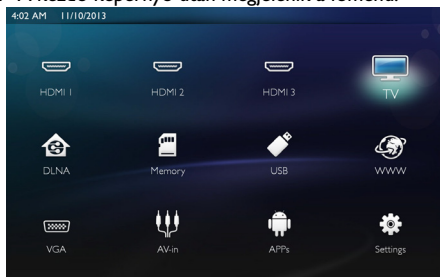 A kezdő képernyő után megjelenik a főmenü.
4:02 AM 11/10/2013
HDMI 1 HDMI 2 HDMI 3 TV
DLNA Memory USB WWW
VGA AV-in APPs Settings